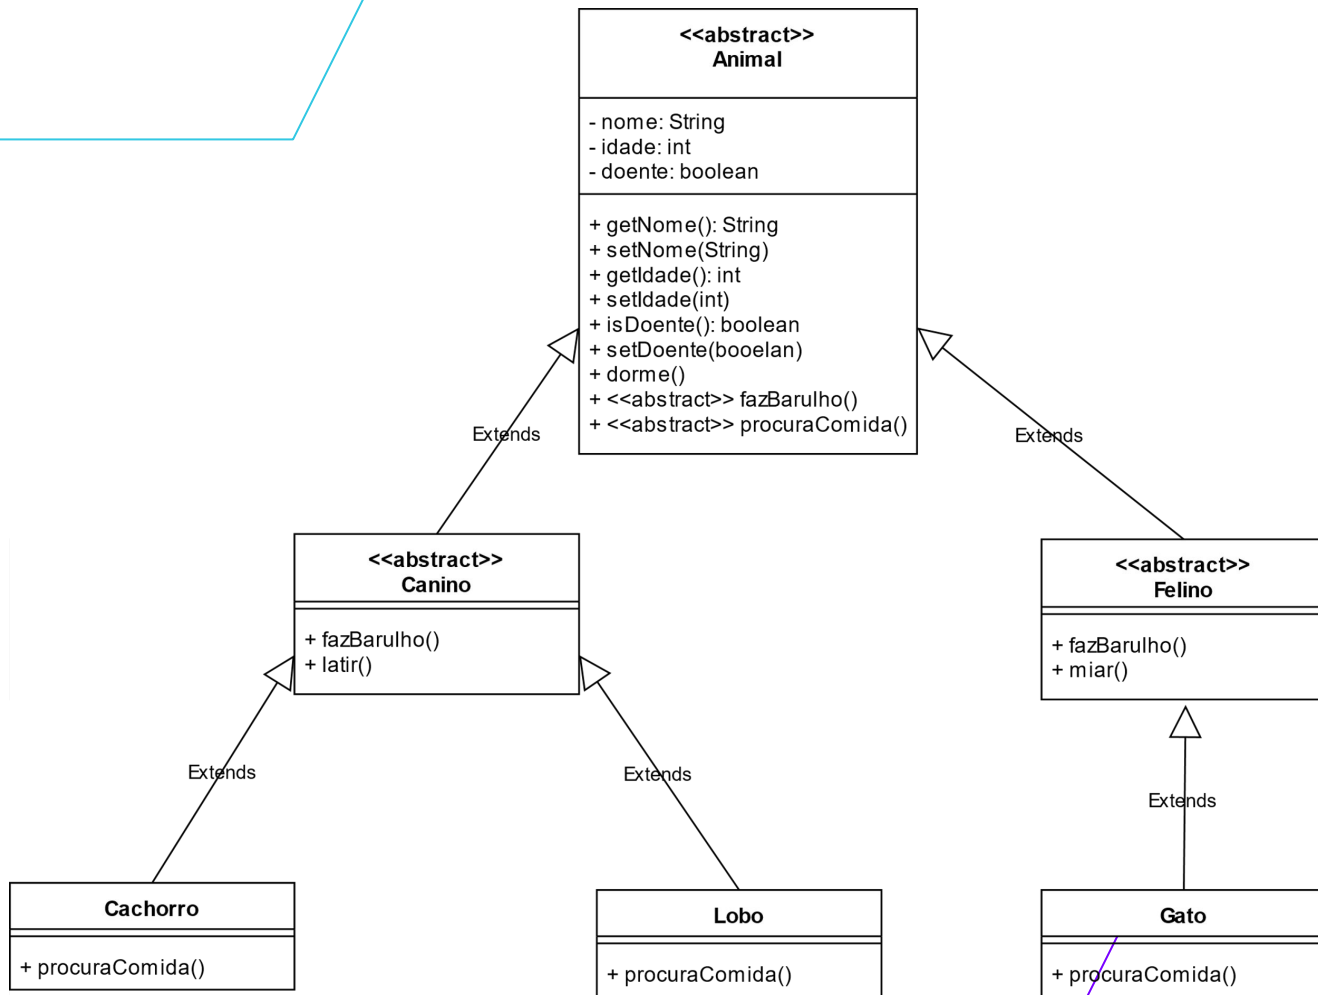 <<abstract>>
Animal
- nome: String
- idade: int
- doente: boolean
+ getNome(): String
+ setNome(String)
+ getIdade(): int
+ setIdade(int)
+ isDoente(): boolean
+ setDoente(booelan)
+ dorme()
+ <<abstract>> fazBarulho()
+ <<abstract>> procuraComida()
Extends
Extends
<<abstract>>
Canino
+ fazBarulho()
+ latir()
<<abstract>>
Felino
+ fazBarulho()
+ miar()
Extends
Extends
Extends
Cachorro
+ procuraComida()
Lobo
+ procuraComida()
Gato
+ procuraComida()